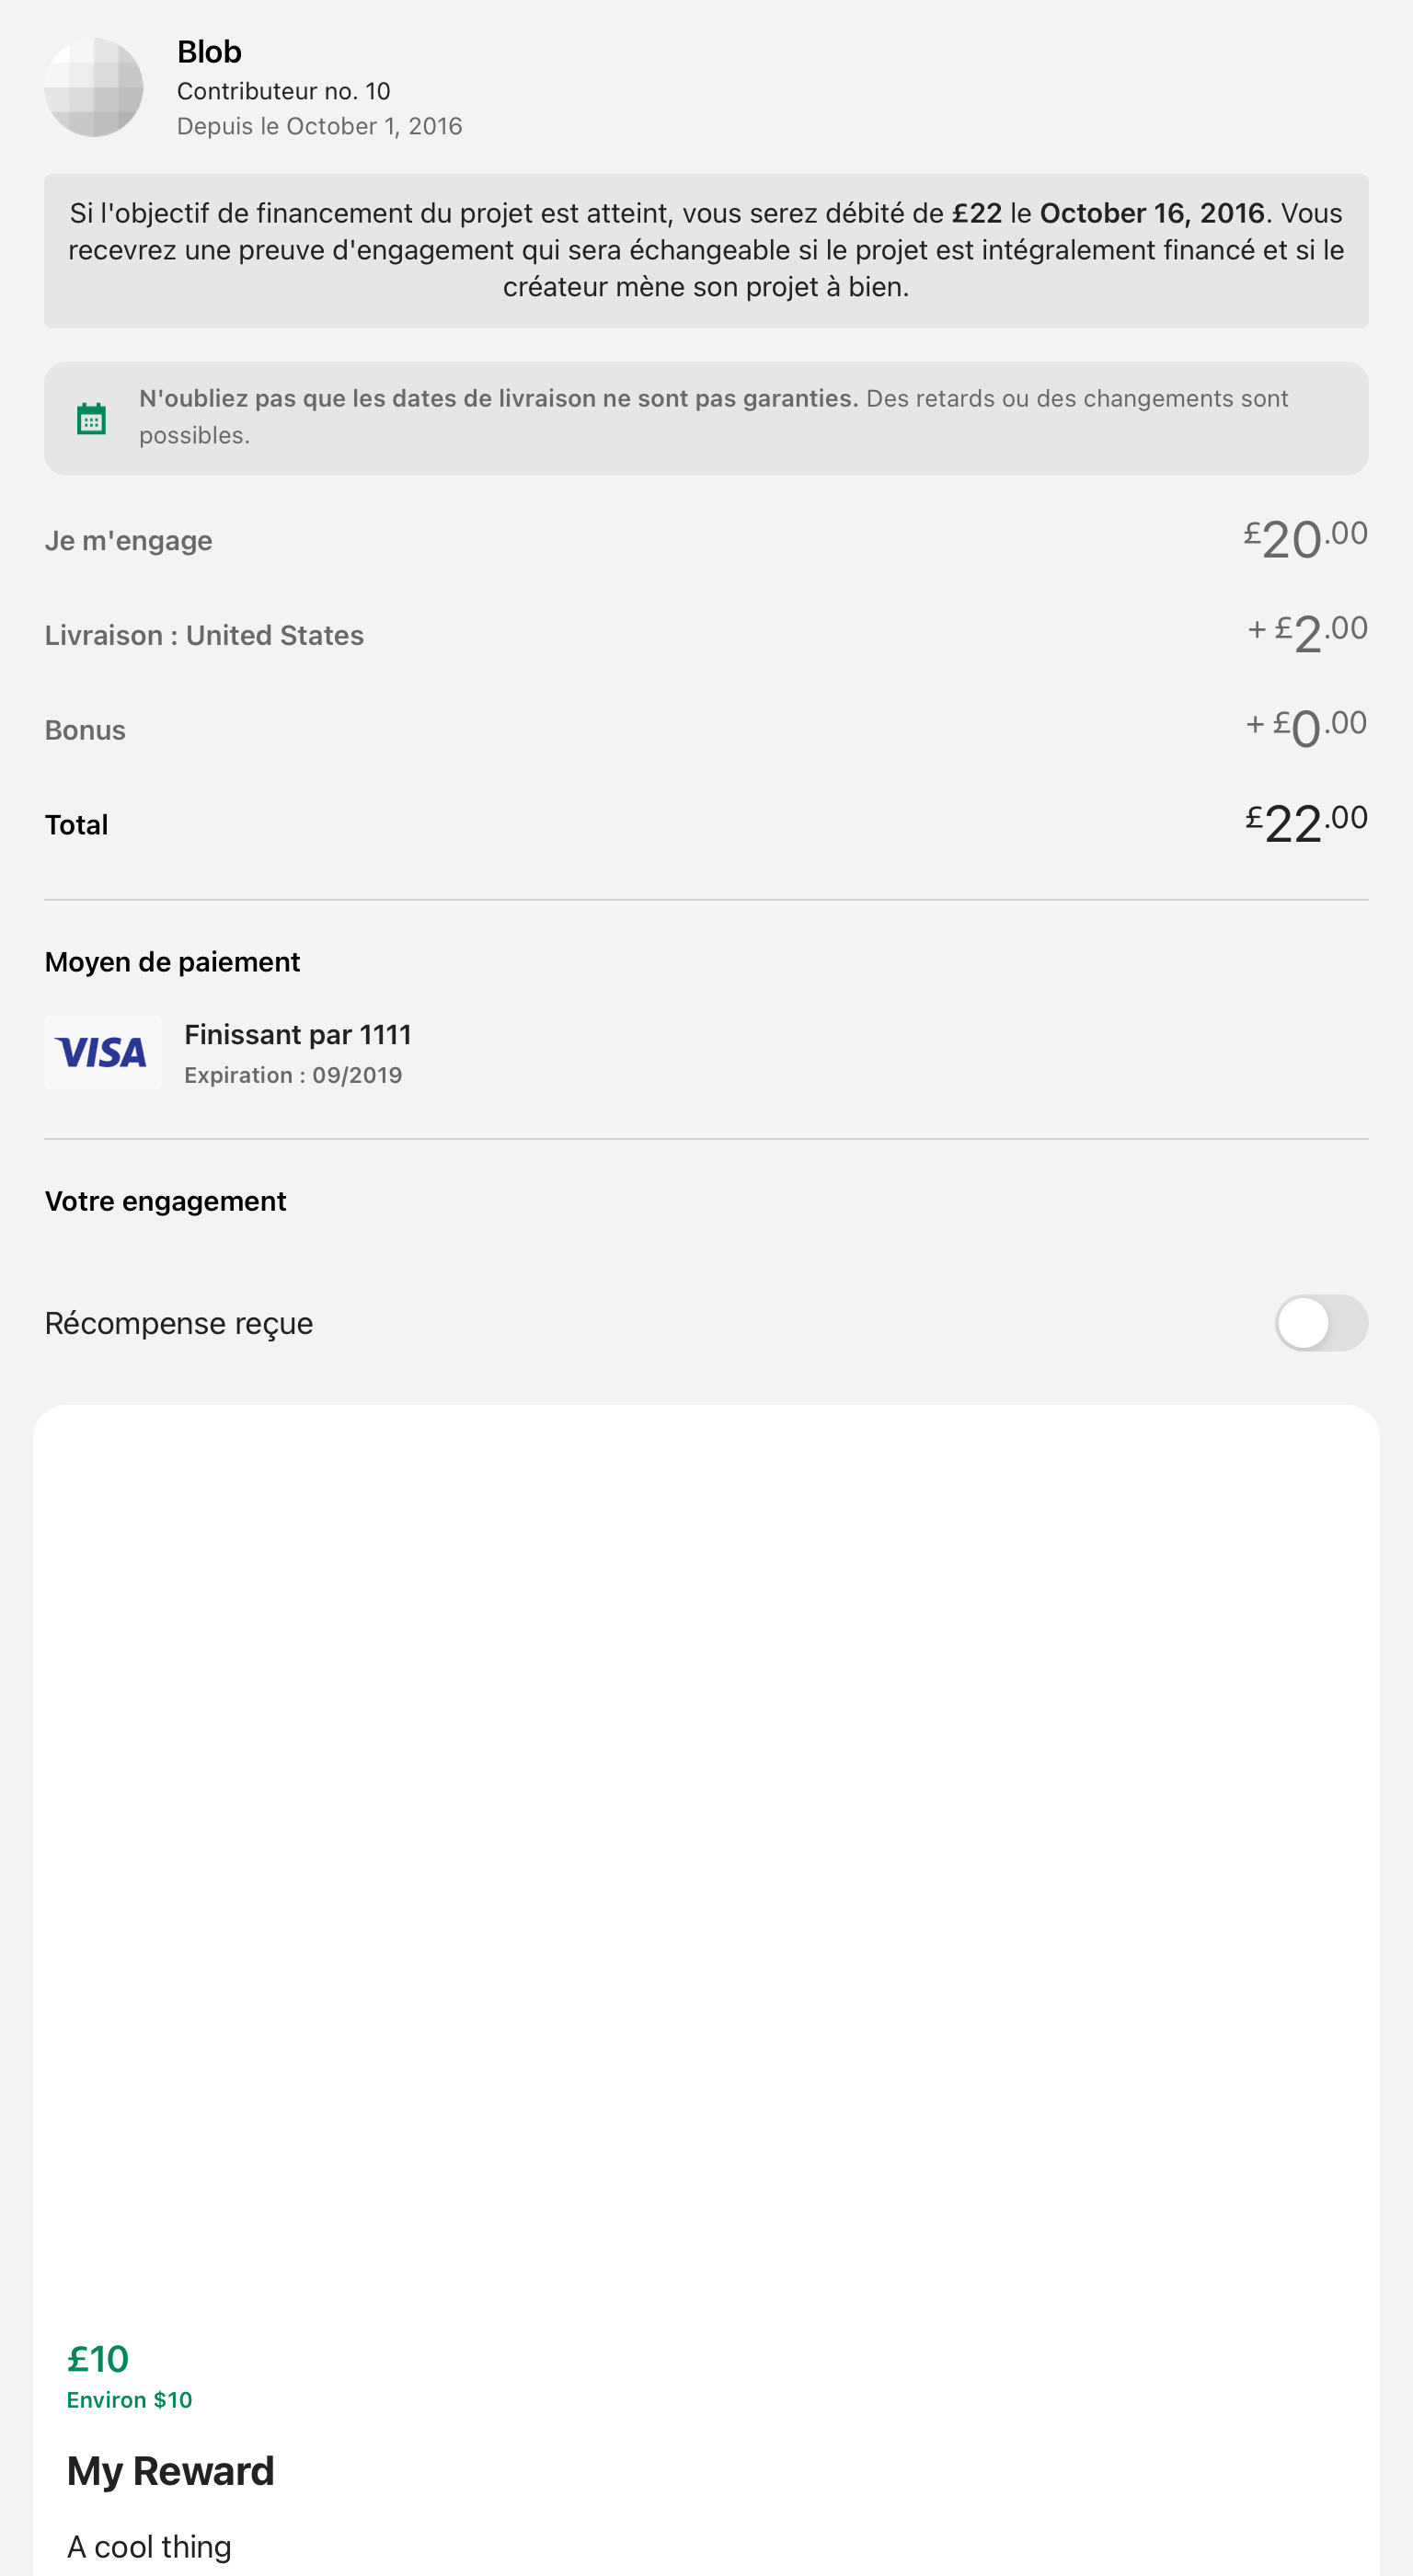 Blob
Contributeur no. 10
Depuis le October 1, 2016
Si l'objectif de financement du projet est atteint, vous serez débité de £22 le October 16, 2016. Vous
recevrez une preuve d'engagement qui sera échangeable si le projet est intégralement financé et si le
créateur mène son projet à bien.
N'oubliez pas que les dates de livraison ne sont pas garanties. Des retards ou des changements sont
possibles.
Je m'engage £20.00
Livraison : United States + £2.00
Bonus + £0.00
Total £22.00
Moyen de paiement
VISA
Finissant par 1111
Expiration : 09/2019
Votre engagement
Récompense reçue
£10
Environ $10
My Reward
A cool thing